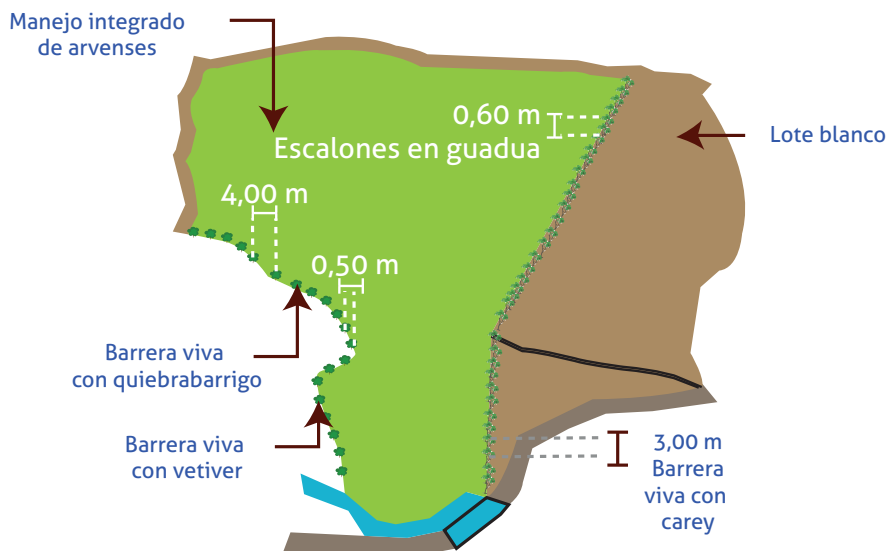 Manejo integrado
de arvenses
0,60 m
Lote blanco
Escalones en guadua
4,00 m
0,50 m
Barrera viva
con quiebrabarrigo
Barrera viva
con vetiver
3,00 m
Barrera
viva con
carey